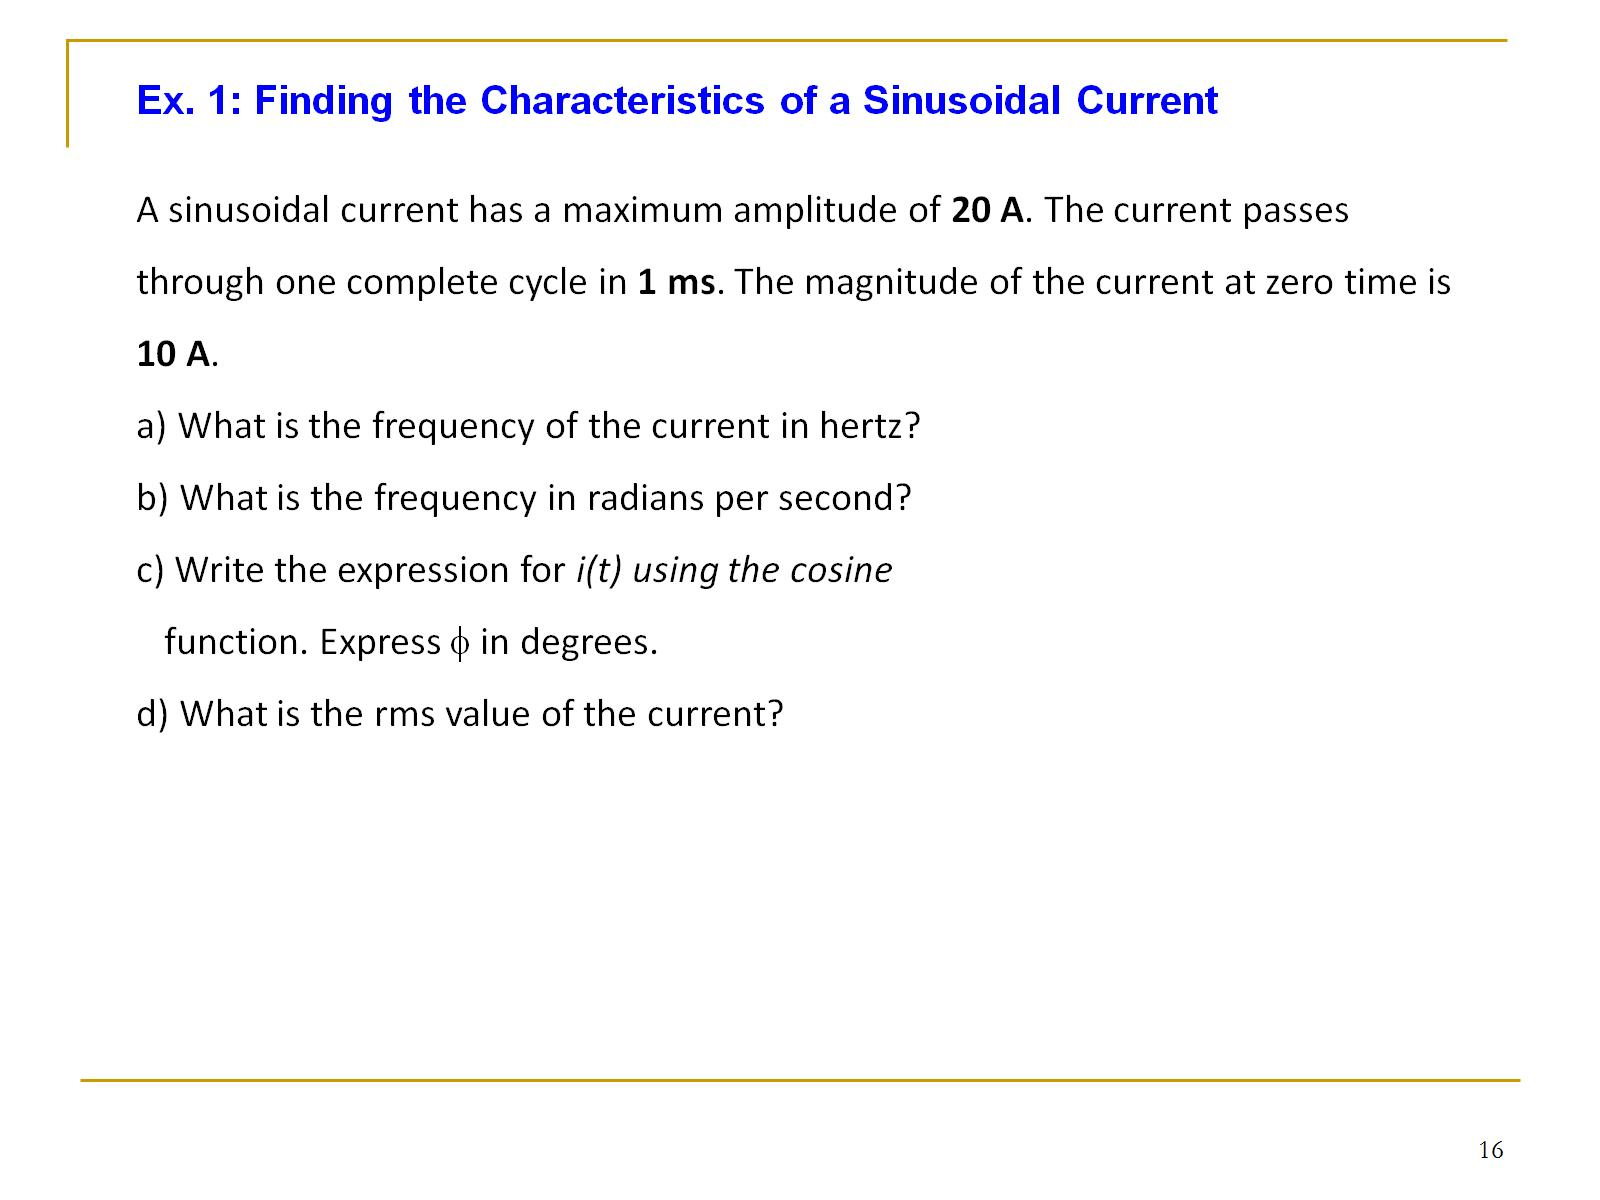 Ex. 1: Finding the Characteristics of a Sinusoidal Current
A sinusoidal current has a maximum amplitude of 20 A. The current passes
through one complete cycle in 1 ms. The magnitude of the current at zero time is
10 A.
a) What is the frequency of the current in hertz?
b) What is the frequency in radians per second?
c) Write the expression for i(t) using the cosine
function. Express ϕ in degrees.
d) What is the rms value of the current?
16